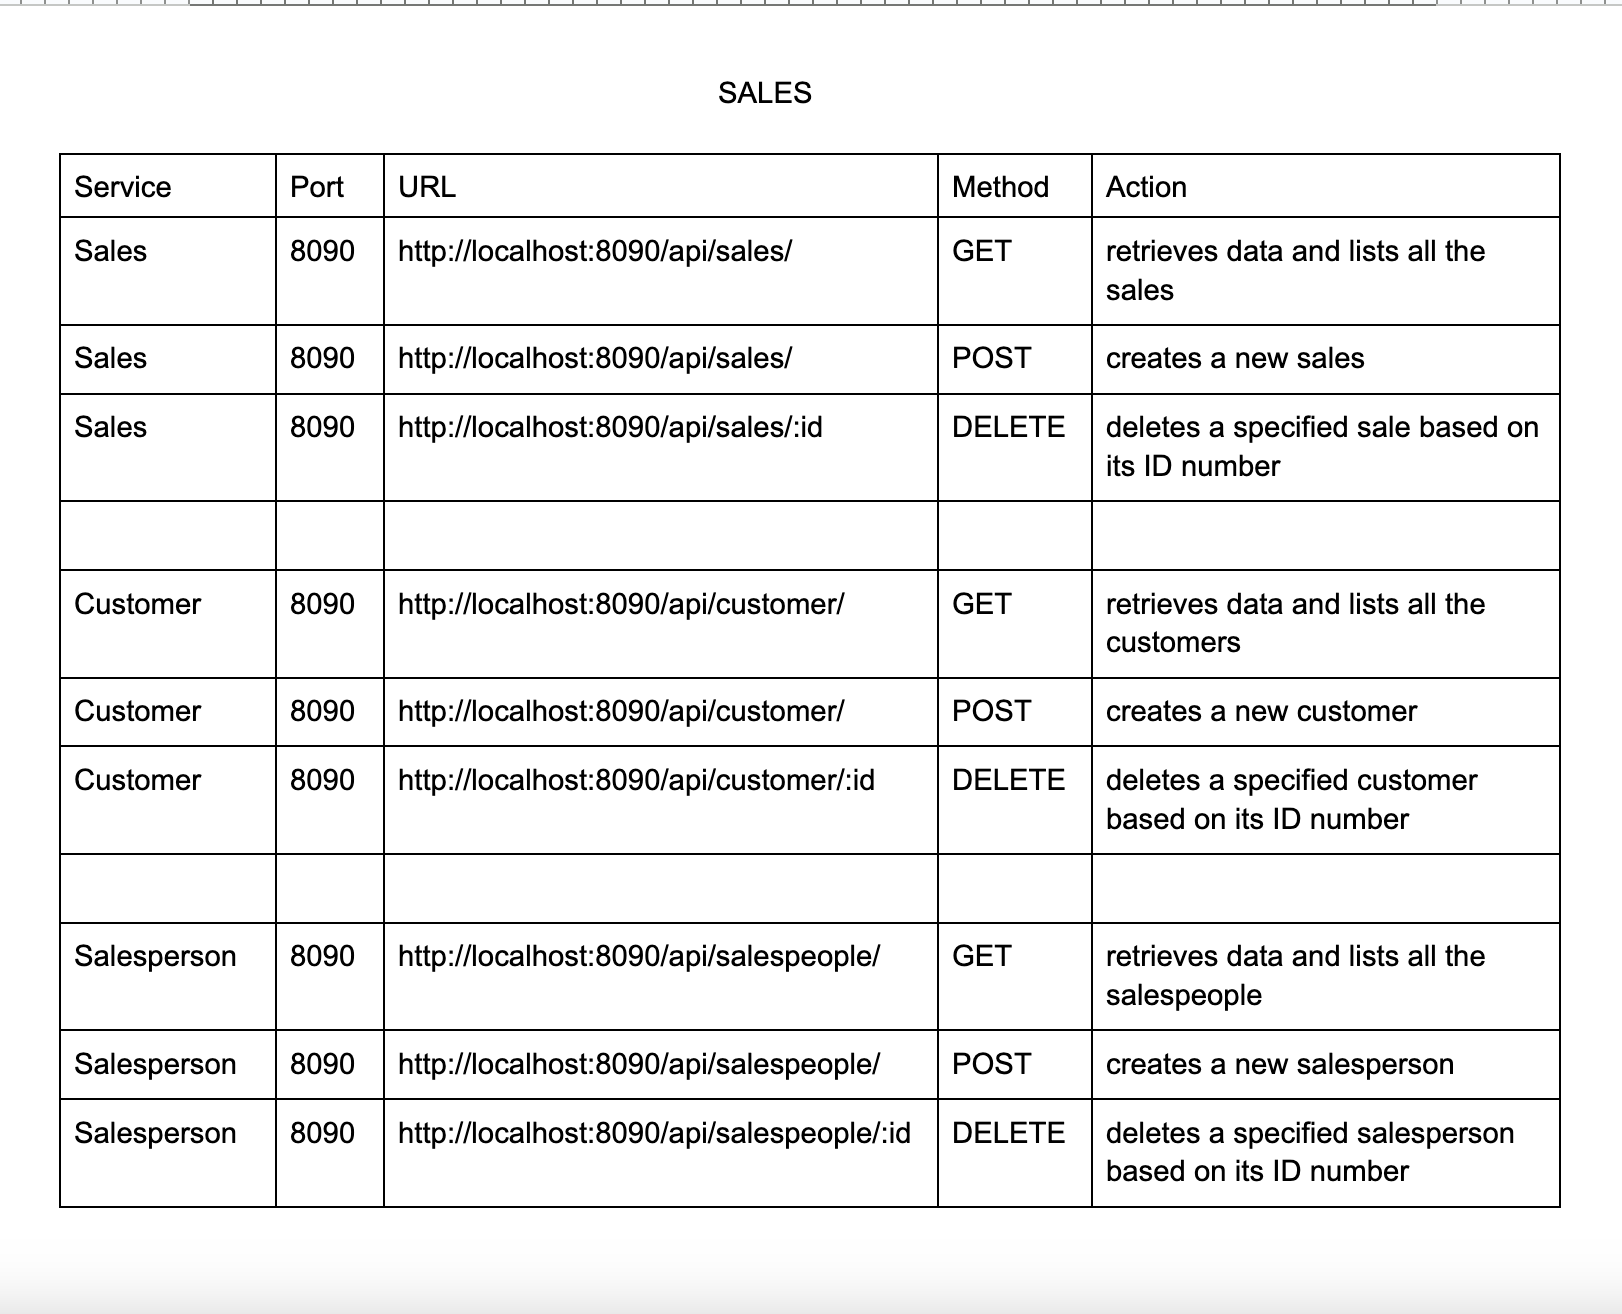 SALES
Service Port URL Method Action
Sales 8090 http://localhost:8090/api/sales/ GET retrieves data and lists all the
sales
Sales 8090 http://localhost:8090/api/sales/ POST creates a new sales
Sales 8090 http://localhost:8090/api/sales/:id DELETE deletes a specified sale based on
its ID number
Customer 8090 http://localhost:8090/api/customer/ GET retrieves data and lists all the
customers
Customer 8090 http://localhost:8090/api/customer/ POST creates a new customer
Customer 8090 http://localhost:8090/api/customer/:id DELETE deletes a specified customer
based on its ID number
Salesperson 8090 http://localhost:8090/api/salespeople/ GET retrieves data and lists all the
salespeople
Salesperson 8090 http://localhost:8090/api/salespeople/ POST creates a new salesperson
Salesperson 8090 http://localhost:8090/api/salespeople/:id DELETE deletes a specified salesperson
based on its ID number